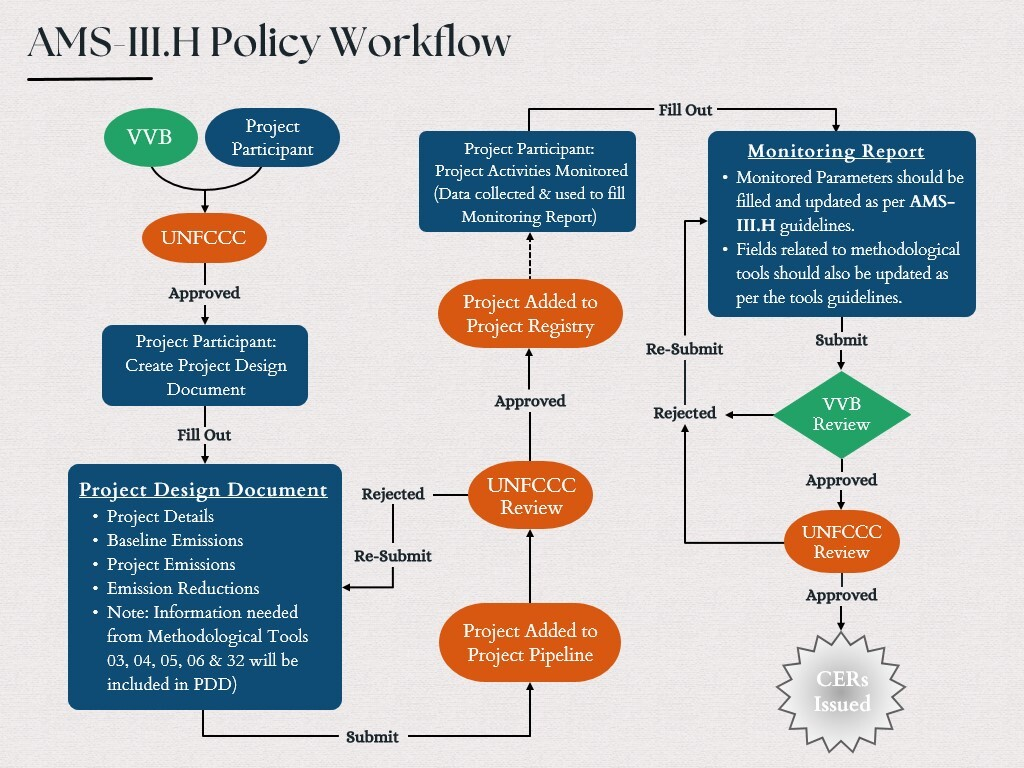 AMS-III.H Policy Workflow
VVB
Project
Participant
UNFCCC
Approved
Project Participant:
Create Project Design
Document
Fill Out
Project Design Document
• Project Details
• Baseline Emissions
• Project Emissions
• Emission Reductions
• Note: Information needed
from Methodological Tools
03, 04, 05, 06 & 32 will be
included in PDD)
Submit
Project Added to
Project Pipeline
UNFCCC
Review
Rejected
Re-Submit
Approved
Project Added to
Project Registry
Project Participant:
Project Activities Monitored
(Data collected & used to fill
Monitoring Report)
Fill Out
Monitoring Report
• Monitored Parameters should be
filled and updated as per AMS-
III.H guidelines.
• Fields related to methodological
tools should also be updated as
per the tools guidelines.
Submit
VVB
Review
Rejected
Re-Submit
Approved
UNFCCC
Review
Approved
CERs
Issued